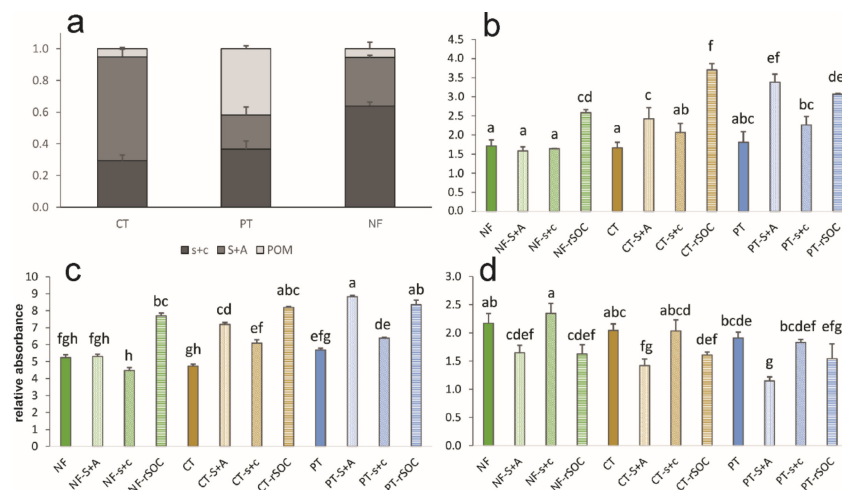 a
1.0
0.8
0.6
0.4
0.2
0.0
CT PT NF
s+c S+A POM
b
5.0
4.5
4.0
3.5
3.0
2.5
2.0
1.5
1.0
0.5
0.0
a a a cd a c ab f abc ef bc de
NF NF-S+A NF-s+c NF-rSOC CT CT-S+A CT-s+c CT-rSOC PT PT-S+A PT-s+c PT-rSOC
c
relative absorbance
10
9
8
7
6
5
4
3
2
1
0
fgh fgh h bc gh cd ef abc efg a de ab
NF NF-S+A NF-s+c NF-rSOC CT CT-S+A CT-s+c CT-rSOC PT PT-S+A PT-s+c PT-rSOC
d
3.0
2.5
2.0
1.5
1.0
0.5
0.0
ab cdef a cdef abc fg abcd def bcde g bcdef efg
NF NF-S+A NF-s+c NF-rSOC CT CT-S+A CT-s+c CT-rSOC PT PT-S+A PT-s+c PT-rSOC